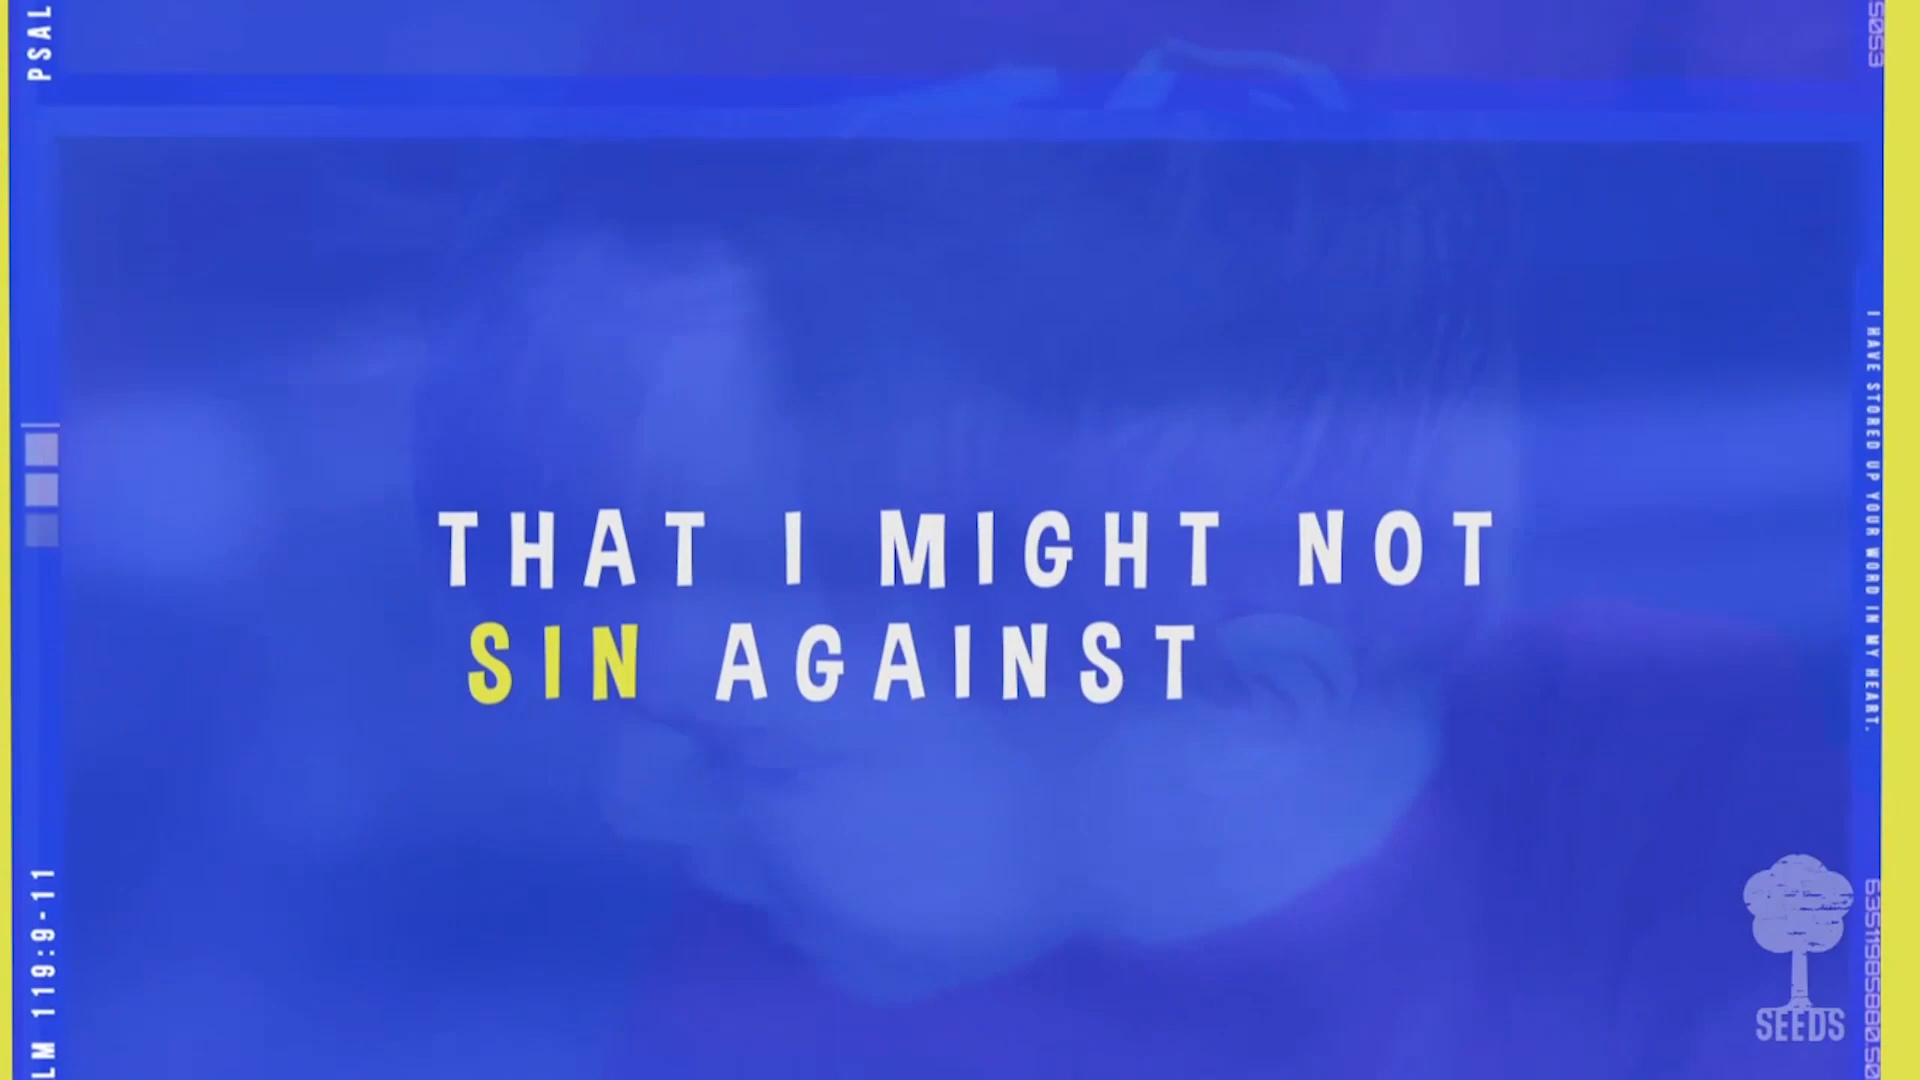 PSAL
THAT I MIGHT NOT
SIN AGAINST
LM 119:9-11
I HAVE STORED UP YOUR WORD IN MY HEART.
SEEDS